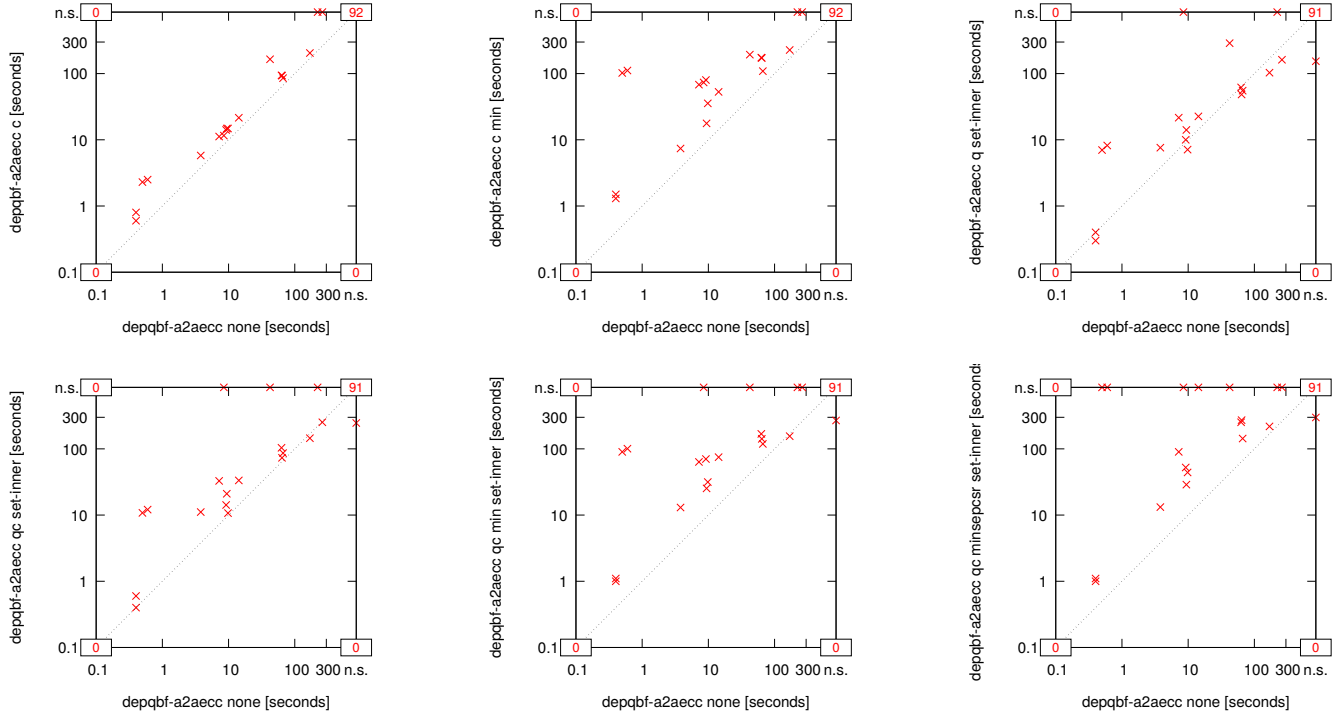 n.s. 0 92
300
100
10
1
0.1 0 0
0.1 1 10 100 300 n.s.
depqbf-a2aecc c [seconds]
depqbf-a2aecc none [seconds]
n.s. 0 92
300
100
10
1
0.1 0 0
0.1 1 10 100 300 n.s.
depqbf-a2aecc c min [seconds]
depqbf-a2aecc none [seconds]
n.s. 0 91
300
100
10
1
0.1 0 0
0.1 1 10 100 300 n.s.
depqbf-a2aecc q set-inner [seconds]
depqbf-a2aecc none [seconds]
n.s. 0 91
300
100
10
1
0.1 0 0
0.1 1 10 100 300 n.s.
depqbf-a2aecc qc set-inner [seconds]
depqbf-a2aecc none [seconds]
n.s. 0 91
300
100
10
1
0.1 0 0
0.1 1 10 100 300 n.s.
depqbf-a2aecc qc min set-inner [seconds]
depqbf-a2aecc none [seconds]
n.s. 0 91
300
100
10
1
0.1 0 0
0.1 1 10 100 300 n.s.
depqbf-a2aecc qc minsepcsr set-inner [second
depqbf-a2aecc none [seconds]